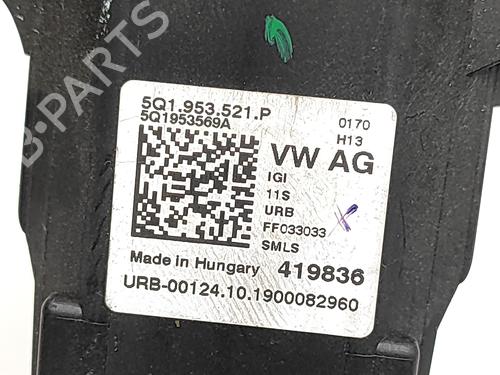 B-PARTS
5Q1.953.521.P
5Q1953569A
0170
H13
VW AG
IGI
11S
URB
FF033033
SMLS
Made in Hungary 419836
URB-00124.10.1900082960
B-PARTS